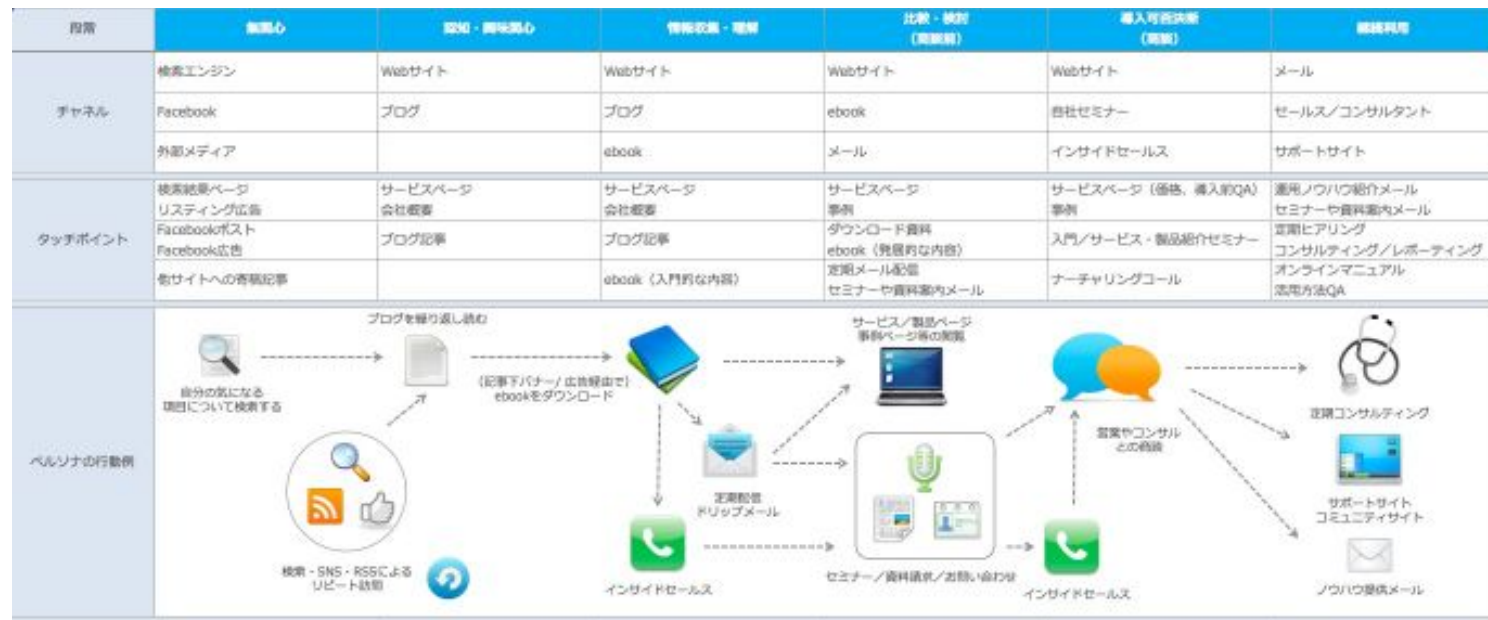 段階
無関心
認知・興味関心
情報収集・理解
比較・検討
(商談前)
導入可否決断
(商談)
継続利用
チャネル
検索エンジン
Webサイト
Webサイト
Webサイト
Webサイト
メール
Facebook
ブログ
ブログ
ebook
自社セミナー
セールス/コンサルタント
外部メディア
ebook
メール
インサイドセールス
サポートサイト
タッチポイント
検索結果ページ
リスティング広告
サービスページ
会社概要
サービスページ
会社概要
サービスページ
事例
サービスページ(価格、導入前QA)
事例
運用ノウハウ紹介メール
セミナーや資料案内メール
Facebookポスト
Facebook広告
ブログ記事
ブログ記事
ダウンロード資料
ebook(発展的な内容)
入門/サービス・製品紹介セミナー
定期ヒアリング
コンサルティング/レポーティング
他サイトへの寄稿記事
ebook(入門的な内容)
定期メール配信
セミナーや資料案内メール
ナーチャリングコール
オンラインマニュアル
活用方法QA
ペルソナの行動例
自分の気になる
項目について検索する
ブログを繰り返し読む
検索・SNS・RSSによる
リピート訪問
(記事下バナー/広告経由で)
ebookをダウンロード
定期配信
ドリップメール
インサイドセールス
サービス/製品ページ
事例ページ等の閲覧
セミナー/資料請求/お問い合わせ
営業やコンサル
との商談
インサイドセールス
定期コンサルティング
サポートサイト
コミュニティサイト
ノウハウ提供メール